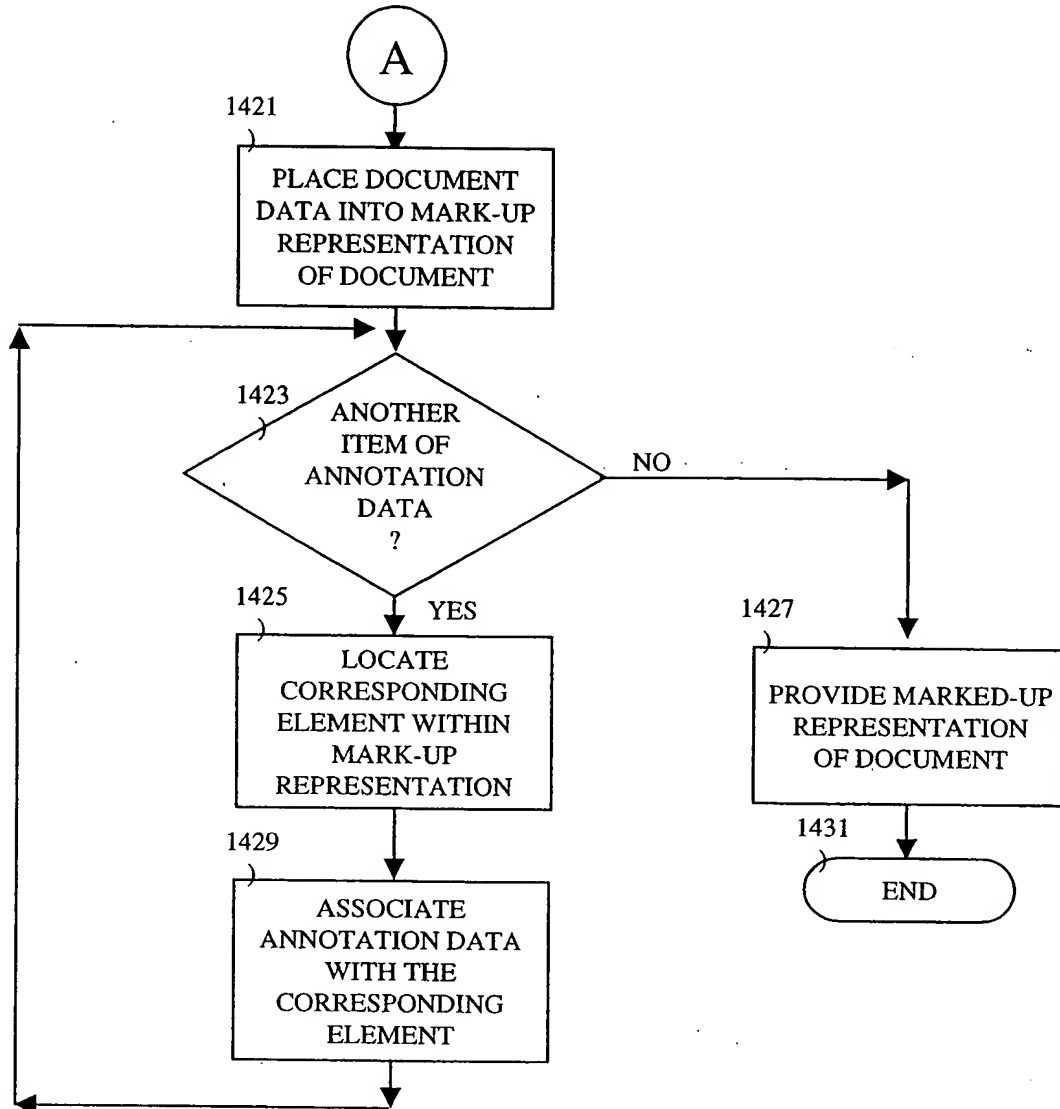 A
1421
PLACE DOCUMENT
DATA INTO MARK-UP
REPRESENTATION
OF DOCUMENT
1423
ANOTHER
ITEM OF
ANNOTATION
DATA
?
NO
YES
1425
LOCATE
CORRESPONDING
ELEMENT WITHIN
MARK-UP
REPRESENTATION
1427
PROVIDE MARKED-UP
REPRESENTATION
OF DOCUMENT
1429
ASSOCIATE
ANNOTATION DATA
WITH THE
CORRESPONDING
ELEMENT
1431
END